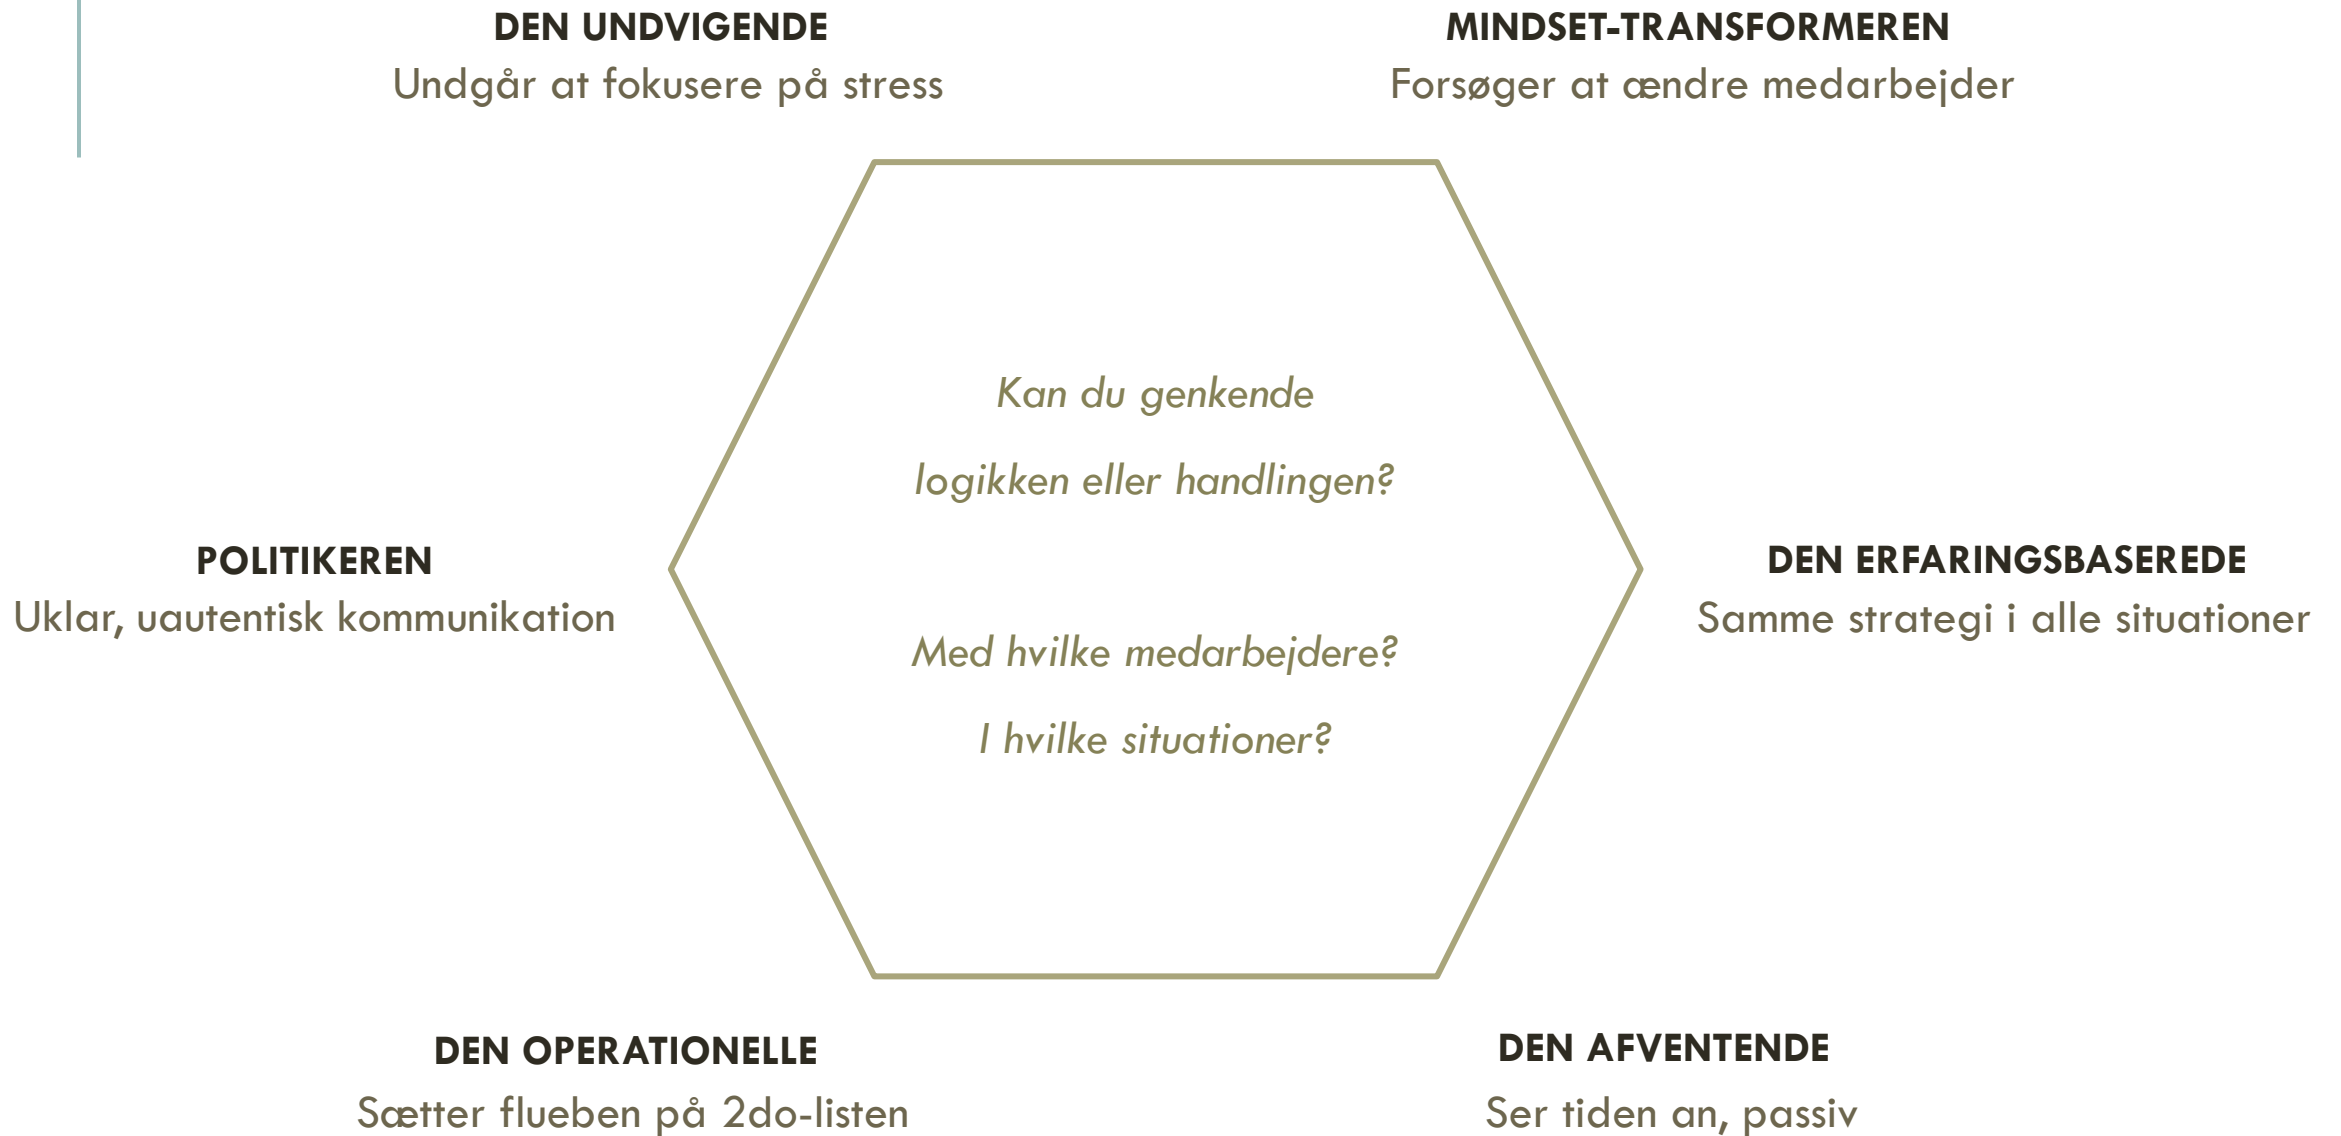 DEN UNDVIGENDE
Undgår at fokusere på stress
MINDSET-TRANSFORMEREN
Forsøger at ændre medarbejder
Kan du genkende
logikken eller handlingen?
Med hvilke medarbejdere?
I hvilke situationer?
POLITIKEREN
Uklar, uautentisk kommunikation
DEN ERFARINGSBASEREDE
Samme strategi i alle situationer
DEN OPERATIONELLE
Sætter flueben på 2do-listen
DEN AFVENTENDE
Ser tiden an, passiv